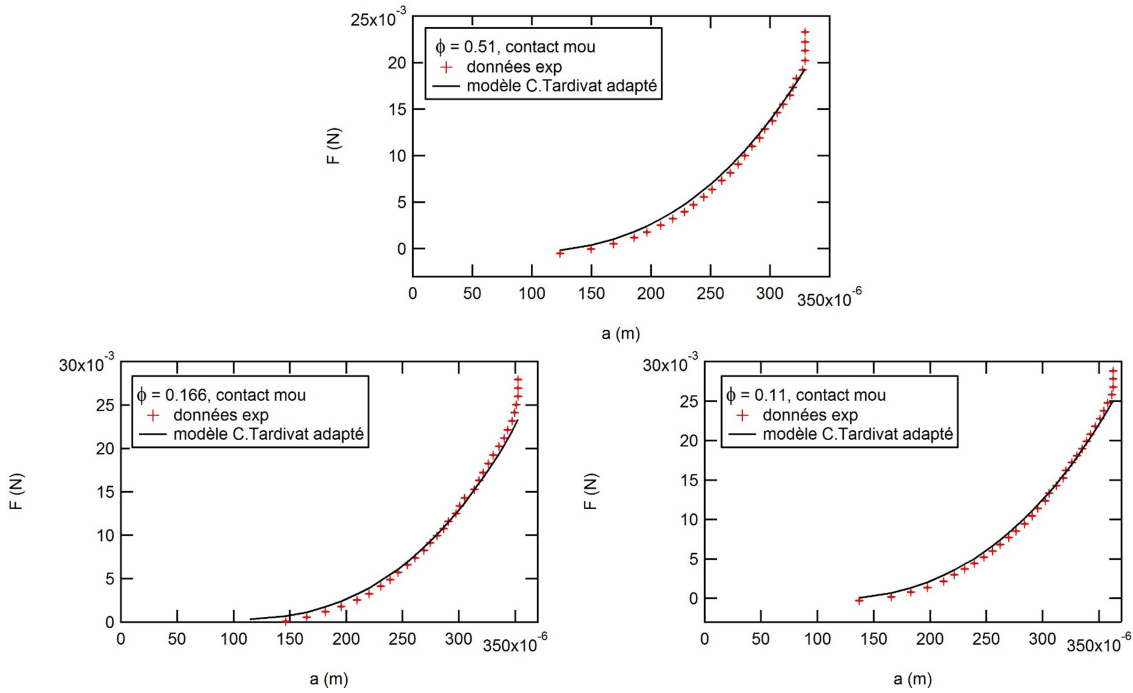 25x10⁻³
ϕ = 0.51, contact mou
données exp
modèle C.Tardivat adapté
20
15
10
5
0
F (N)
0 50 100 150 200 250 300 350x10⁻⁶
a (m)
30x10⁻³
ϕ = 0.166, contact mou
données exp
modèle C.Tardivat adapté
25
20
15
10
5
0
F (N)
0 50 100 150 200 250 300 350x10⁻⁶
a (m)
30x10⁻³
ϕ = 0.11, contact mou
données exp
modèle C.Tardivat adapté
25
20
15
10
5
0
F (N)
0 50 100 150 200 250 300 350x10⁻⁶
a (m)